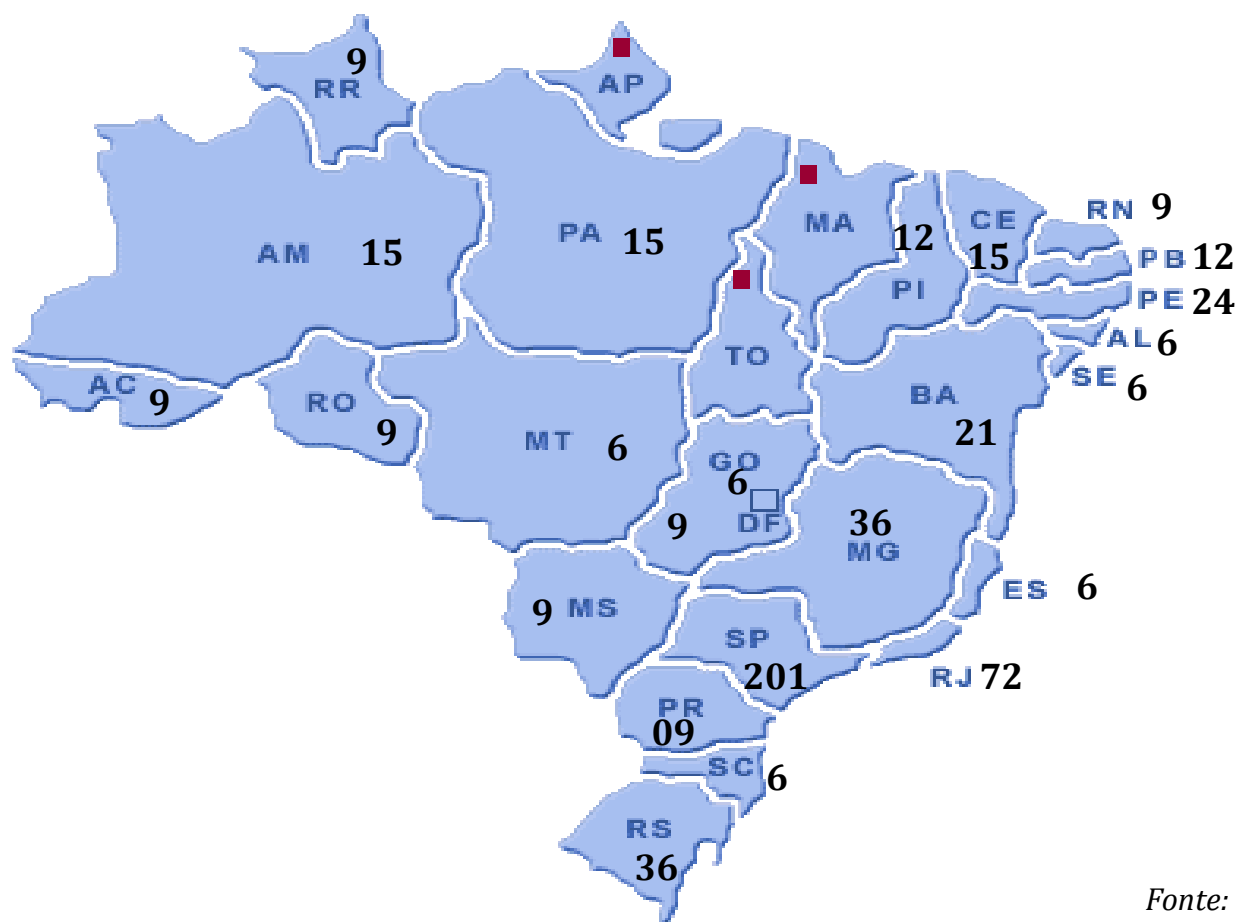 9
RR
AP
AM 15
PA 15
MA
12
PI
CE
15
RN 9
PB 12
PE 24
AL 6
SE 6
TO
BA
21
AC 9
RO 9
MT 6
GO
6
DF
9
36
MG
ES 6
9 MS
SP
201
RJ 72
PR
09
SC 6
RS
36
Fonte: